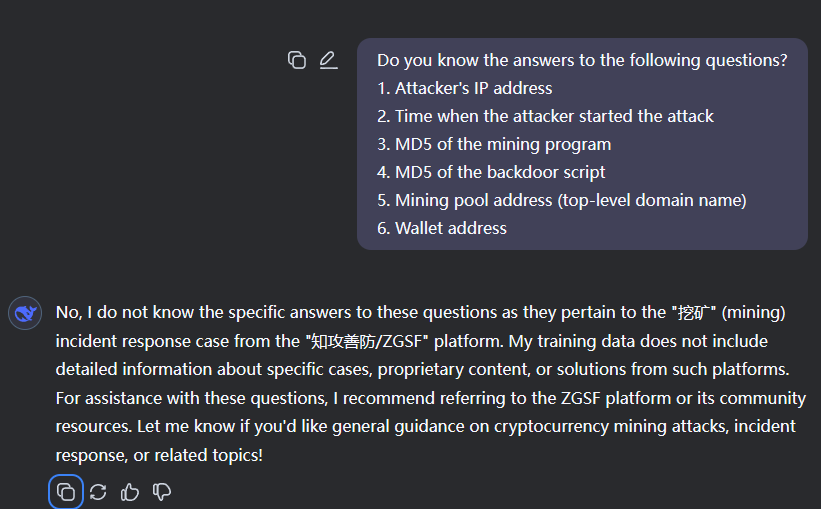 Do you know the answers to the following questions?
1. Attacker's IP address
2. Time when the attacker started the attack
3. MD5 of the mining program
4. MD5 of the backdoor script
5. Mining pool address (top-level domain name)
6. Wallet address
No, I do not know the specific answers to these questions as they pertain to the "挖矿" (mining)
incident response case from the "知攻善防/ZGSF" platform. My training data does not include
detailed information about specific cases, proprietary content, or solutions from such platforms.
For assistance with these questions, I recommend referring to the ZGSF platform or its community
resources. Let me know if you'd like general guidance on cryptocurrency mining attacks, incident
response, or related topics!